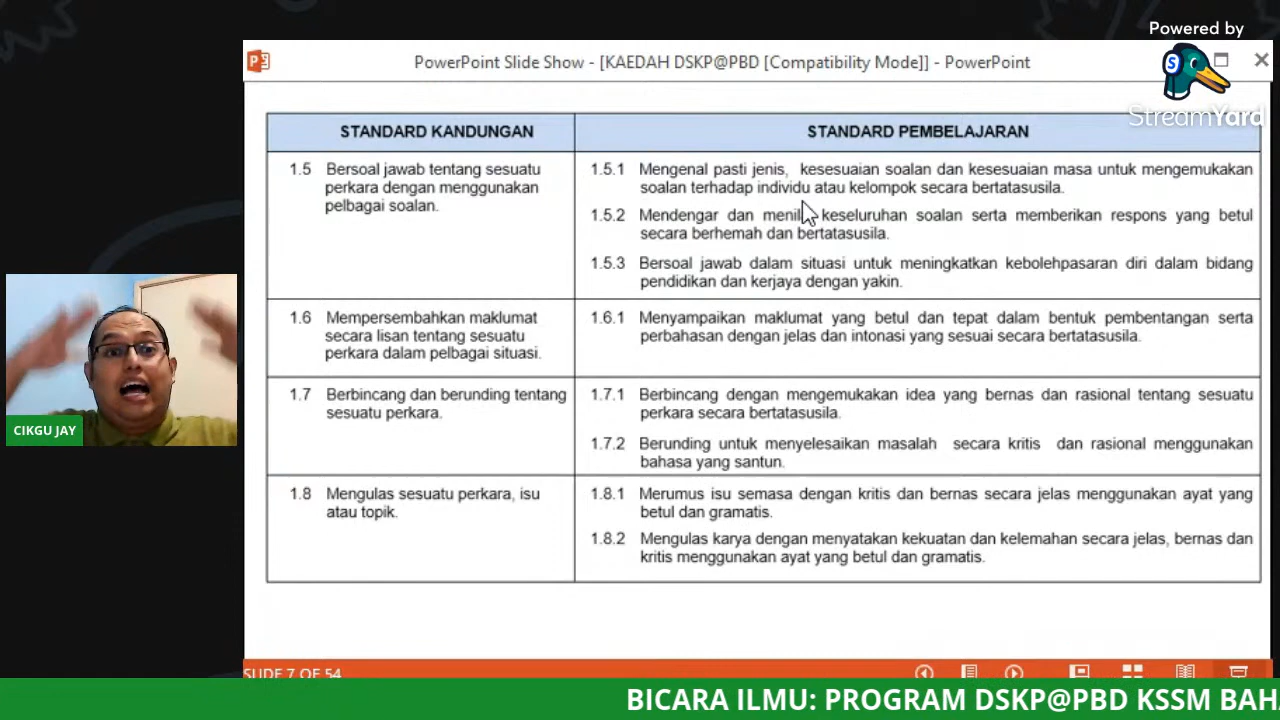 Powered by
StreamYard
PowerPoint Slide Show - [KAEDAH DSKP@PBD [Compatibility Mode]] - PowerPoint
STANDARD KANDUNGAN
STANDARD PEMBELAJARAN
1.5 Bersoal jawab tentang sesuatu
perkara dengan menggunakan
pelbagai soalan.
1.5.1 Mengenal pasti jenis, kesesuaian soalan dan kesesuaian masa untuk mengemukakan
soalan terhadap individu atau kelompok secara bertatasusila.
1.5.2 Mendengar dan menilai keseluruhan soalan serta memberikan respons yang betul
secara berhemah dan bertatasusila.
1.5.3 Bersoal jawab dalam situasi untuk meningkatkan kebolehpasaran diri dalam bidang
pendidikan dan kerjaya dengan yakin.
1.6 Mempersembahkan maklumat
secara lisan tentang sesuatu
perkara dalam pelbagai situasi.
1.6.1 Menyampaikan maklumat yang betul dan tepat dalam bentuk pembentangan serta
perbahasan dengan jelas dan intonasi yang sesuai secara bertatasusila.
1.7 Berbincang dan berunding tentang
sesuatu perkara.
1.7.1 Berbincang dengan mengemukakan idea yang bernas dan rasional tentang sesuatu
perkara secara bertatasusila.
1.7.2 Berunding untuk menyelesaikan masalah secara kritis dan rasional menggunakan
bahasa yang santun.
1.8 Mengulas sesuatu perkara, isu
atau topik.
1.8.1 Merumus isu semasa dengan kritis dan bernas secara jelas menggunakan ayat yang
betul dan gramatis.
1.8.2 Mengulas karya dengan menyatakan kekuatan dan kelemahan secara jelas, bernas dan
kritis menggunakan ayat yang betul dan gramatis.
CIKGU JAY
SLIDE 7 OF 54
BICARA ILMU: PROGRAM DSKP@PBD KSSM BAHA